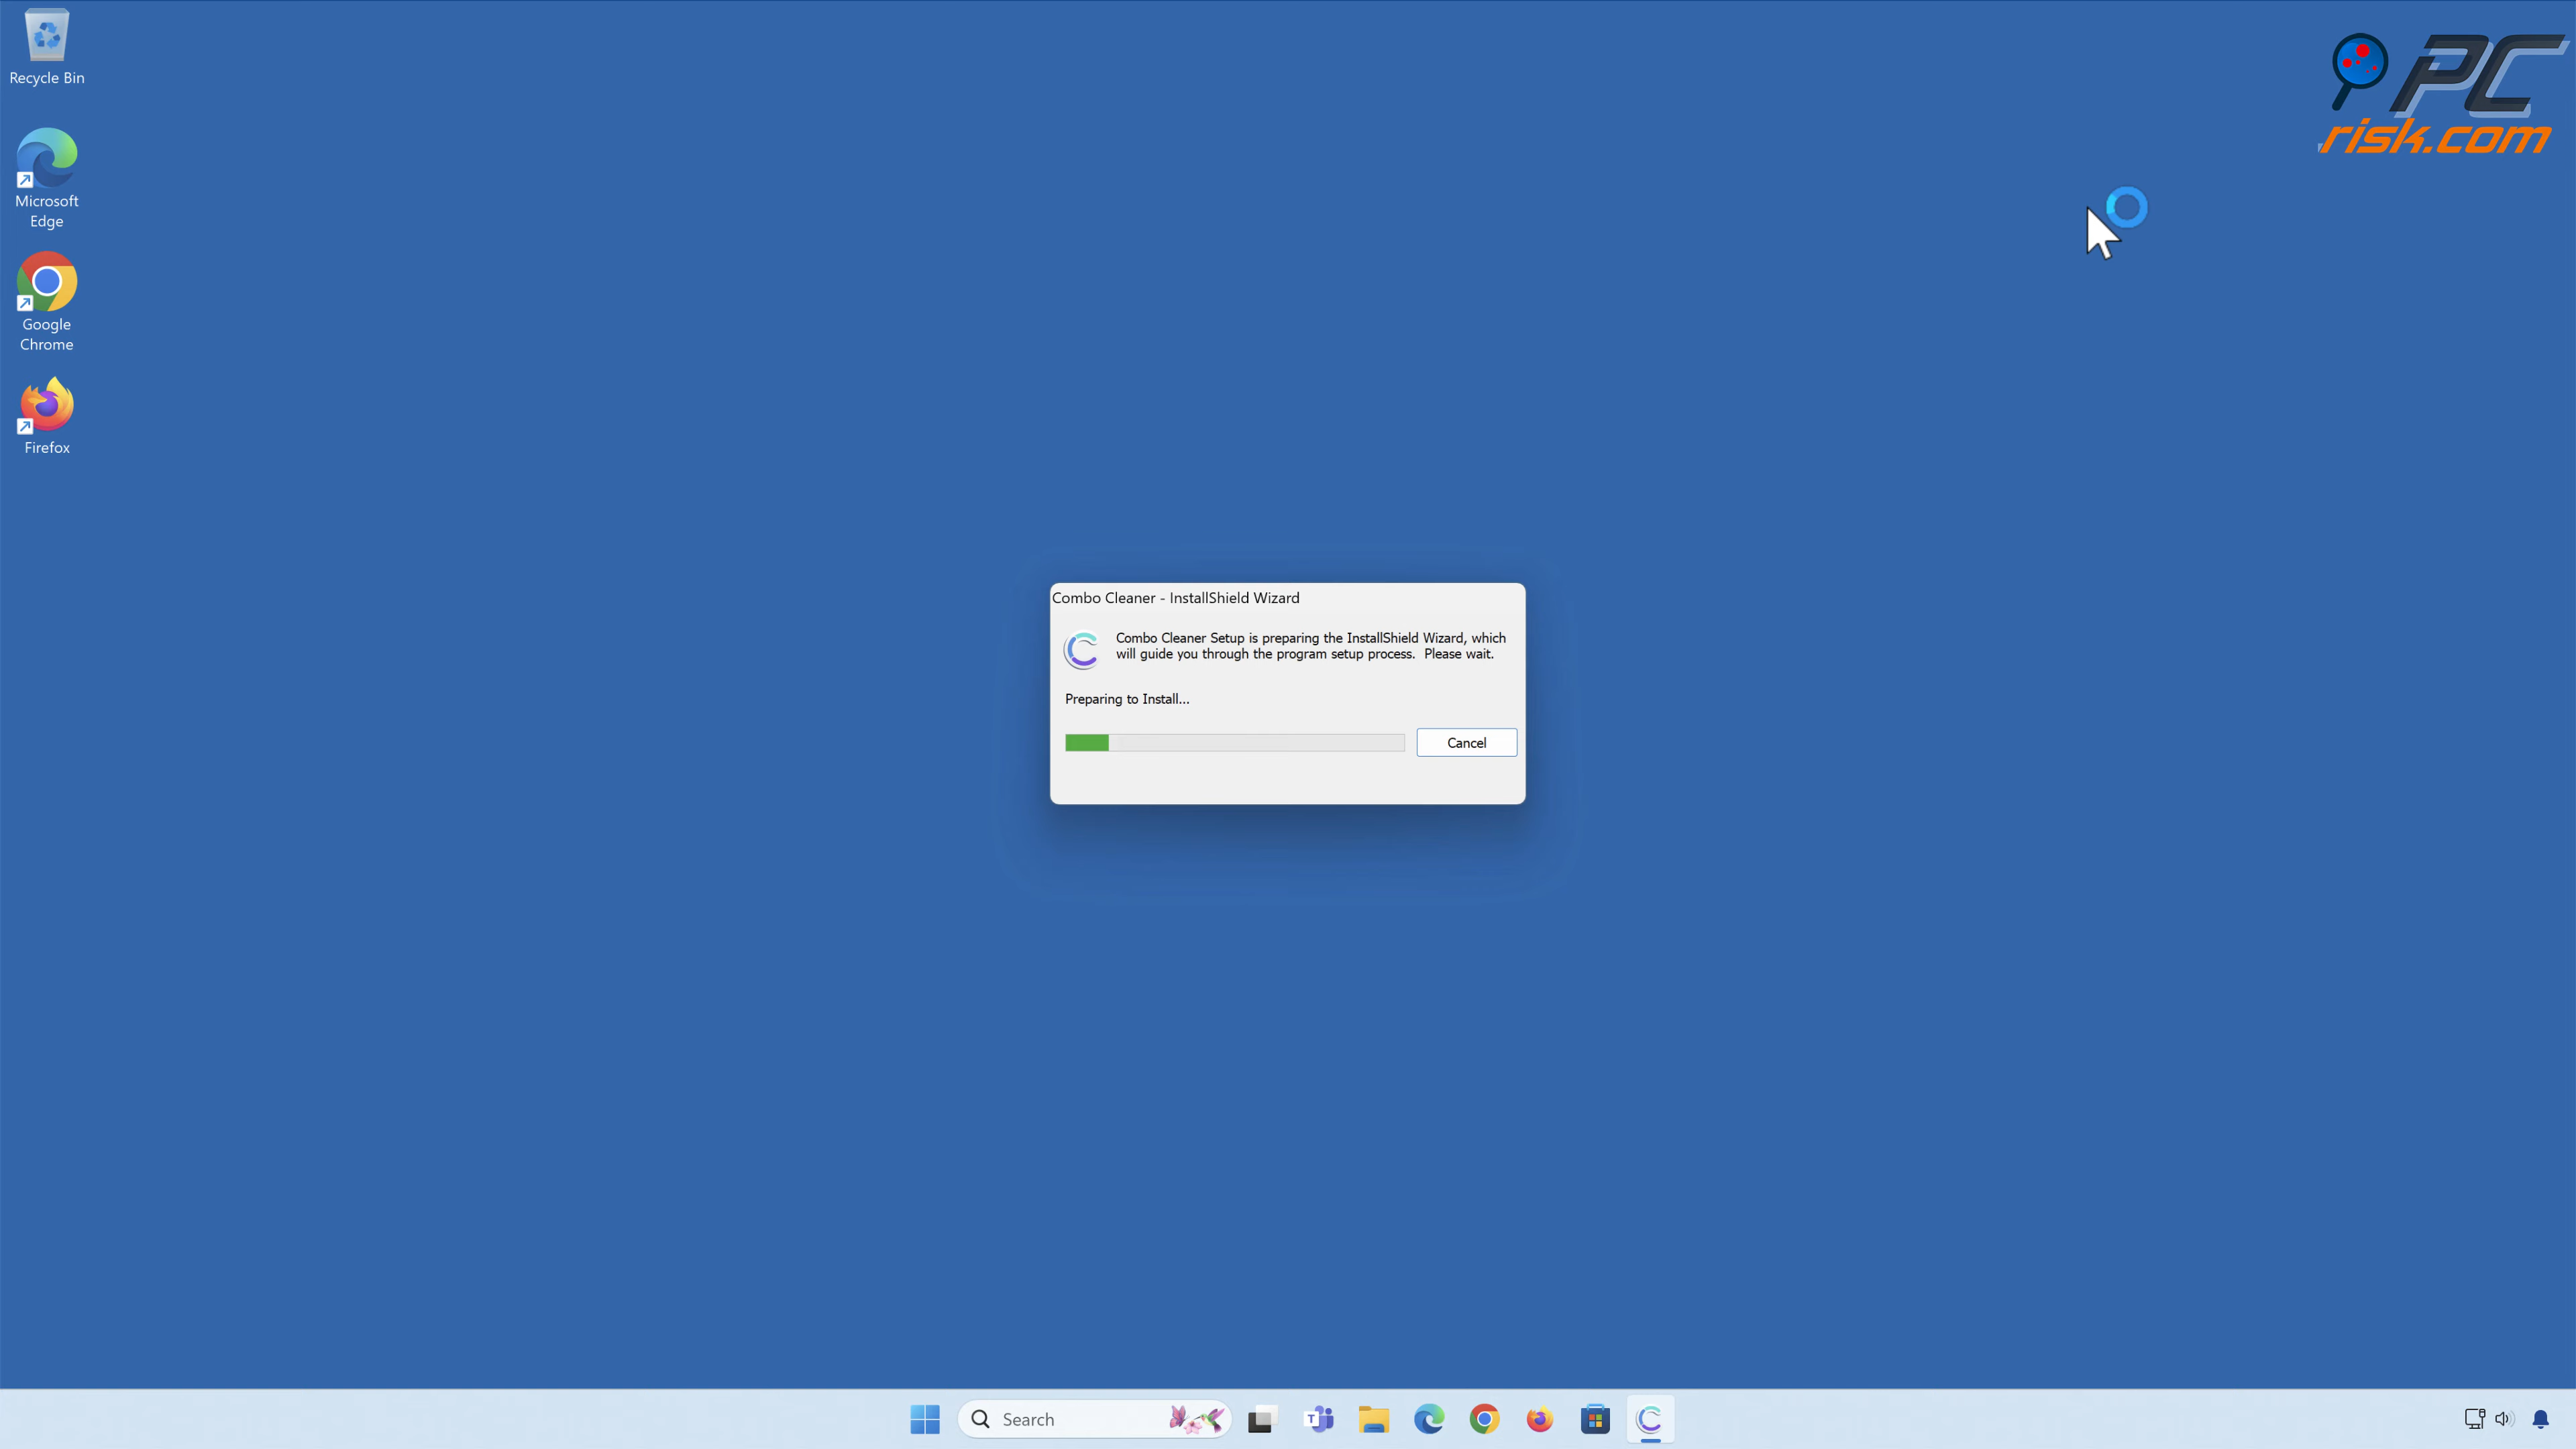 Recycle Bin
PC
risk.com
Microsoft
Edge
Google
Chrome
Firefox
Combo Cleaner - InstallShield Wizard
Combo Cleaner Setup is preparing the InstallShield Wizard, which
will guide you through the program setup process.  Please wait.
Preparing to Install...
Cancel
Search